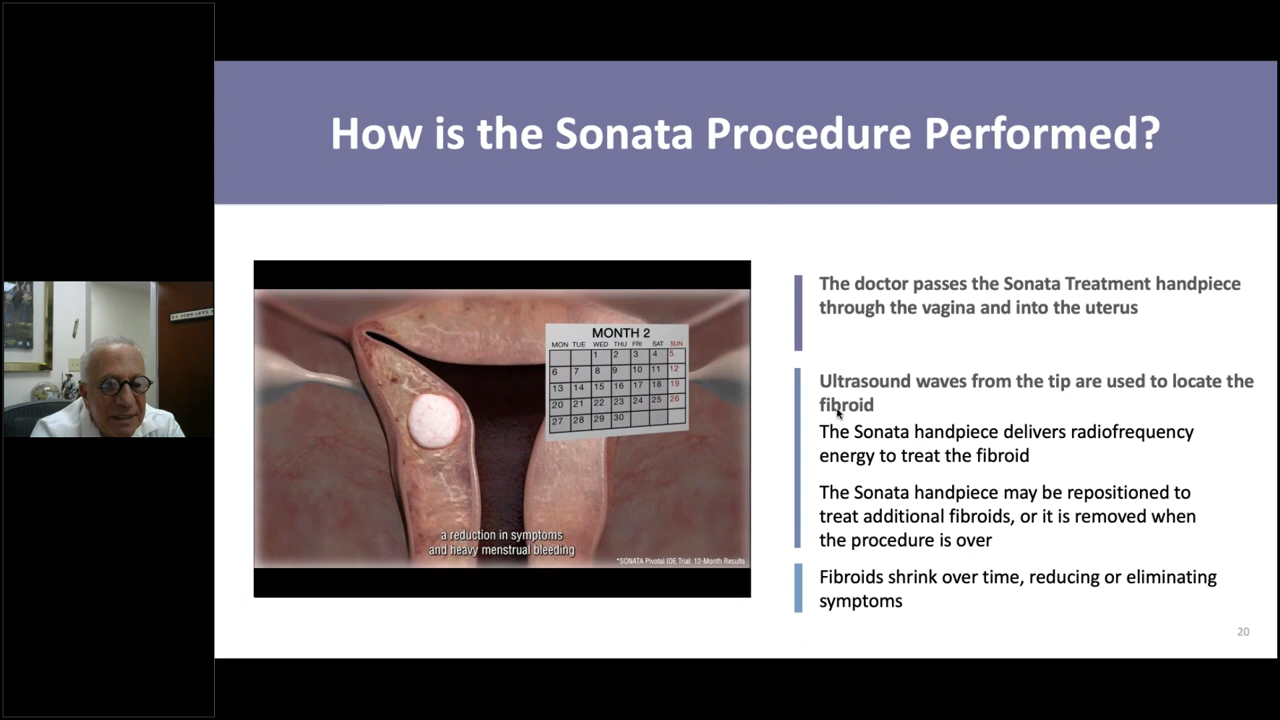 How is the Sonata Procedure Performed?
MONTH 2
MON TUE WED THU FRI SAT SUN
1 2 3 4 5
6 7 8 9 10 11 12
13 14 15 16 17 18 19
20 21 22 23 24 25 26
27 28 29 30
a reduction in symptoms
and heavy menstrual bleeding
*SONATA Pivotal IDE Trial: 12-Month Results
The doctor passes the Sonata Treatment handpiece
through the vagina and into the uterus
Ultrasound waves from the tip are used to locate the
fibroid
The Sonata handpiece delivers radiofrequency
energy to treat the fibroid
The Sonata handpiece may be repositioned to
treat additional fibroids, or it is removed when
the procedure is over
Fibroids shrink over time, reducing or eliminating
symptoms
20